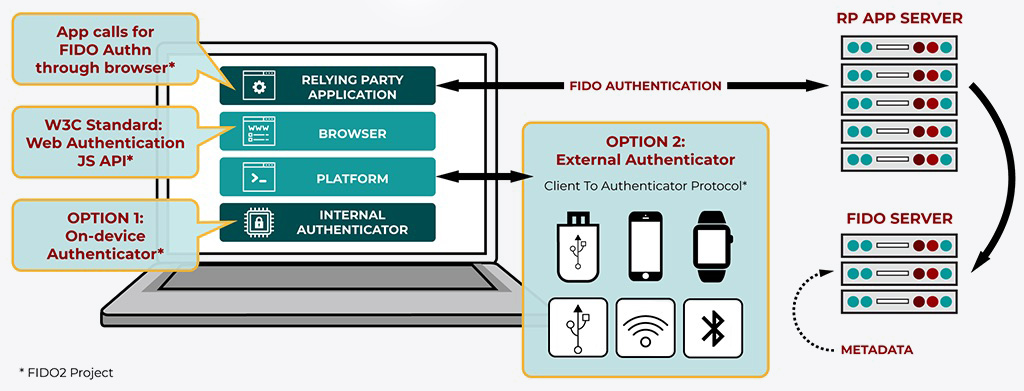 App calls for
FIDO Authn
through browser*
W3C Standard:
Web Authentication
JS API*
OPTION 1:
On-device
Authenticator*
RELYING PARTY
APPLICATION
WWW
BROWSER
PLATFORM
INTERNAL
AUTHENTICATOR
FIDO AUTHENTICATION
OPTION 2:
External Authenticator
Client To Authenticator Protocol*
RP APP SERVER
FIDO SERVER
METADATA
* FIDO2 Project